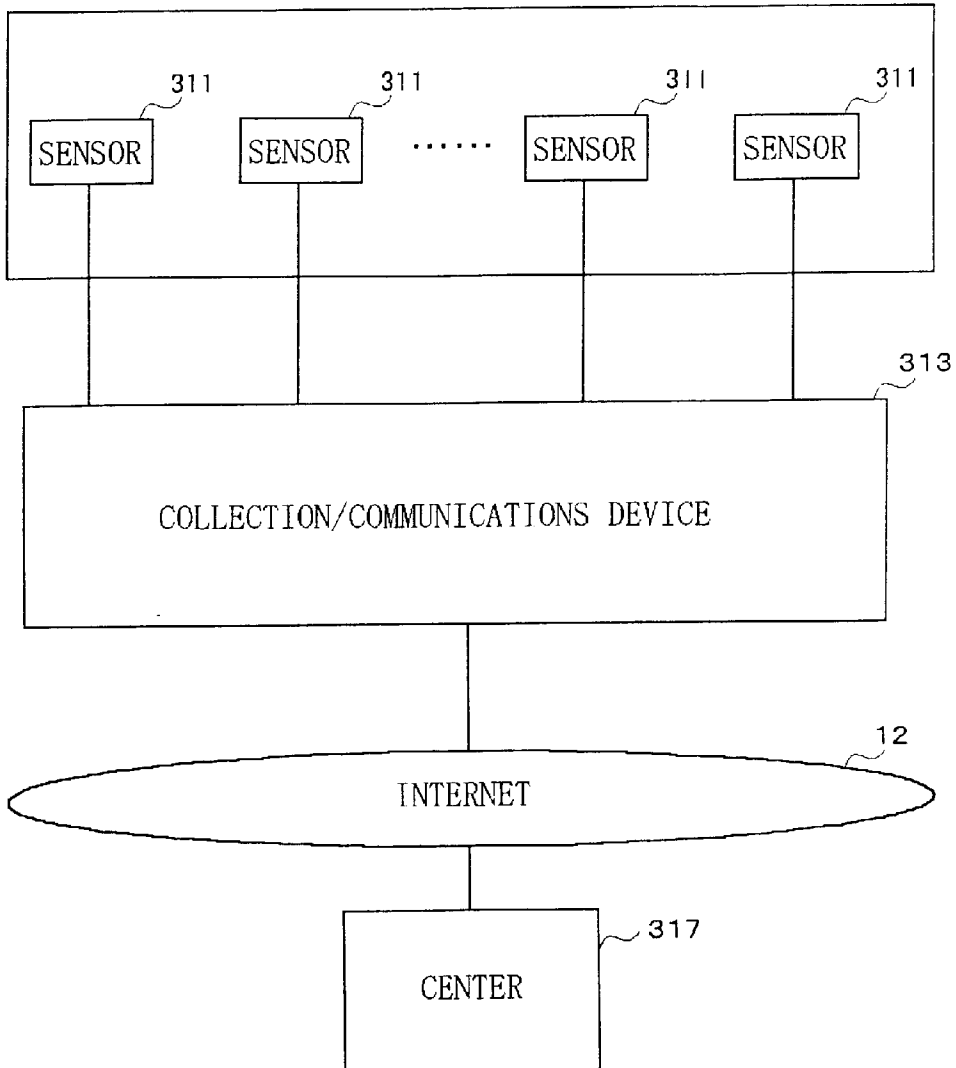 311 311 311 311
SENSOR SENSOR ...... SENSOR SENSOR
313
COLLECTION/COMMUNICATIONS DEVICE
12
INTERNET
317
CENTER